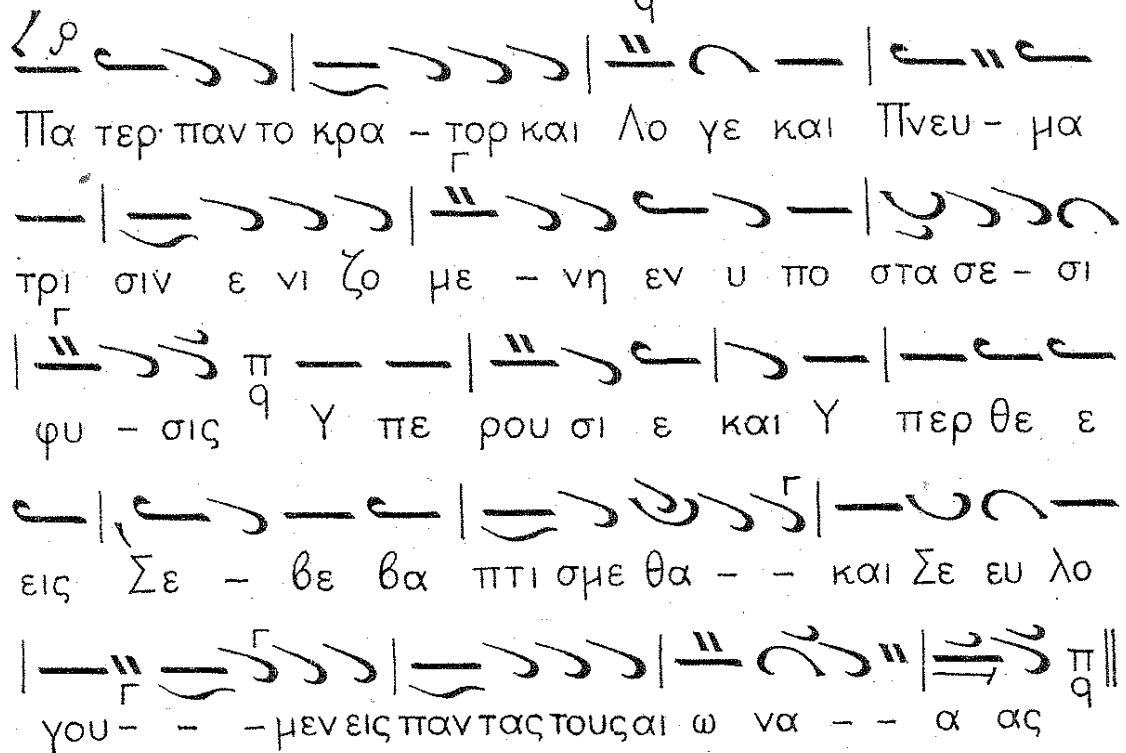 Πα τερ· παν το κρα – τορ και Λο γε και Πνευ – μα
τρι σιν ε νι ζο με – νη εν υ πο στα σε – σι
φυ – σις π q Υ πε ρου σι ε και Υ περ θε ε
εις Σε – βε βα πτι σμε θα – – και Σε ευ λο
γου – – – μεν εις παν τας τους αι ω να – – α ας π q